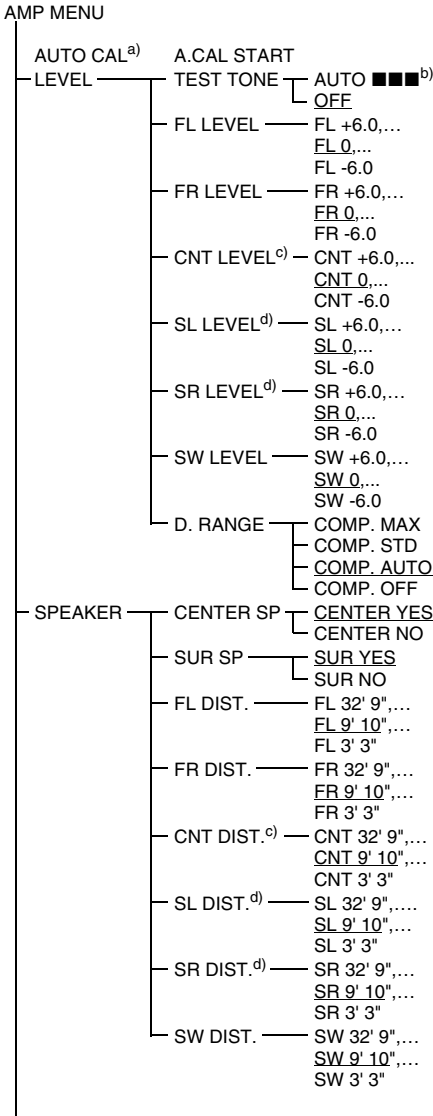 AMP MENU
AUTO CALa) A.CAL START
LEVEL TEST TONE AUTO ■■■b)
OFF
FL LEVEL FL +6.0,…
FL 0,...
FL -6.0
FR LEVEL FR +6.0,…
FR 0,...
FR -6.0
CNT LEVELc) CNT +6.0,...
CNT 0,...
CNT -6.0
SL LEVELd) SL +6.0,…
SL 0,...
SL -6.0
SR LEVELd) SR +6.0,…
SR 0,...
SR -6.0
SW LEVEL SW +6.0,…
SW 0,...
SW -6.0
D. RANGE COMP. MAX
COMP. STD
COMP. AUTO
COMP. OFF
SPEAKER CENTER SP CENTER YES
CENTER NO
SUR SP SUR YES
SUR NO
FL DIST. FL 32' 9",…
FL 9' 10",…
FL 3' 3"
FR DIST. FR 32' 9",…
FR 9' 10",…
FR 3' 3"
CNT DIST.c) CNT 32' 9",…
CNT 9' 10",…
CNT 3' 3"
SL DIST.d) SL 32' 9",….
SL 9' 10",…
SL 3' 3"
SR DIST.d) SR 32' 9",…
SR 9' 10",…
SR 3' 3"
SW DIST. SW 32' 9",…
SW 9' 10",…
SW 3' 3"